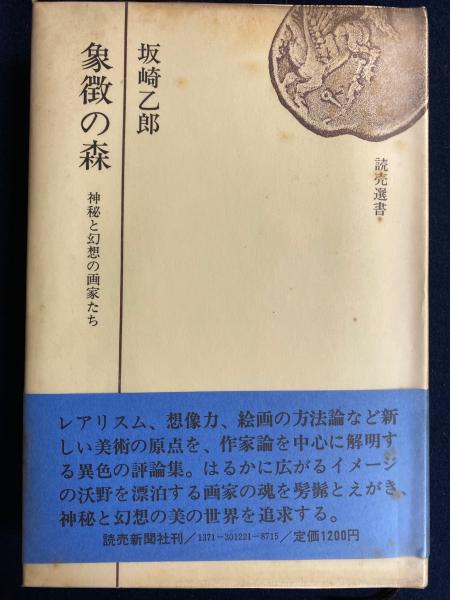 坂崎乙郎
象徴の森
神秘と幻想の画家たち
読売選書
レアリスム、想像力、絵画の方法論など新
しい美術の原点を、作家論を中心に解明す
る異色の評論集。はるかに広がるイメージ
の沃野を漂泊する画家の魂を髣髴とえがき、
神秘と幻想の美の世界を追求する。
読売新聞社刊/1371-301221-8715/定価1200円